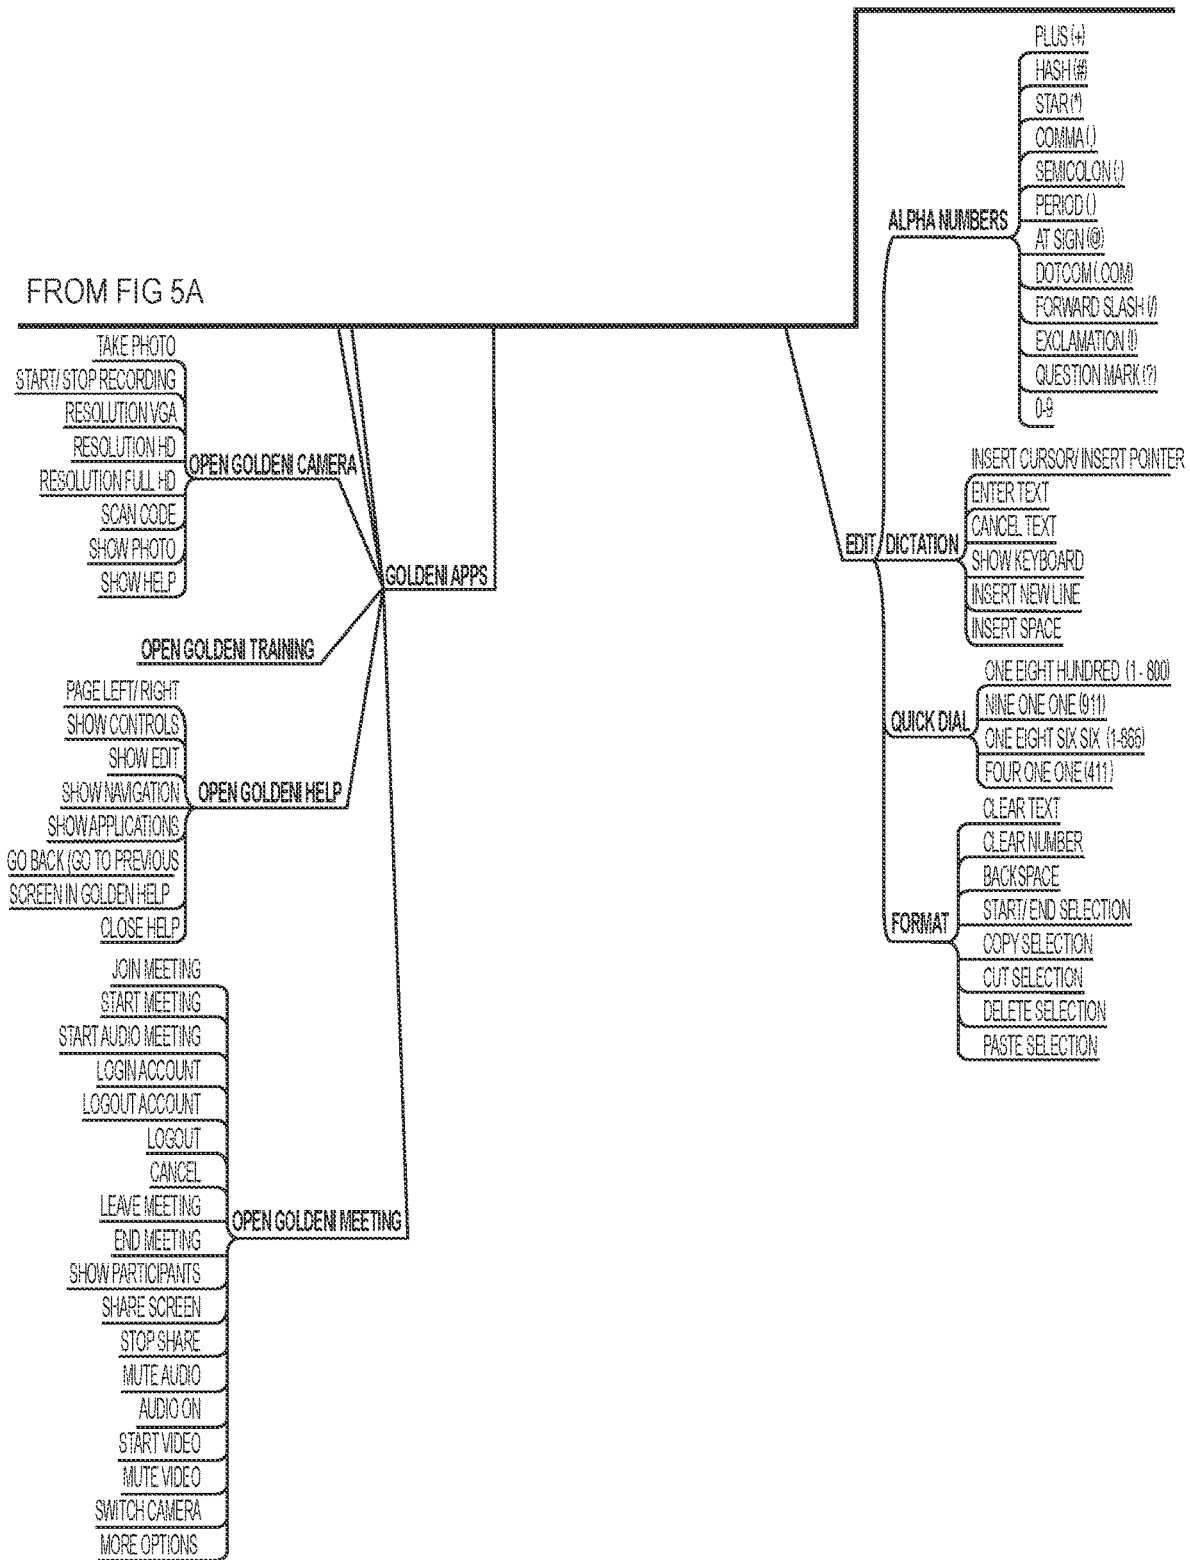 FROM FIG 5A
TAKE PHOTO
START/ STOP RECORDING
RESOLUTION VGA
RESOLUTION HD
RESOLUTION FULL HD
SCAN CODE
SHOW PHOTO
SHOW HELP
OPEN GOLDENI CAMERA
OPEN GOLDENI TRAINING
PAGE LEFT/ RIGHT
SHOW CONTROLS
SHOW EDIT
SHOW NAVIGATION
SHOW APPLICATIONS
GO BACK (GO TO PREVIOUS
SCREEN IN GOLDEN HELP
CLOSE HELP
OPEN GOLDENI HELP
JOIN MEETING
START MEETING
START AUDIO MEETING
LOGIN ACCOUNT
LOGOUT ACCOUNT
LOGOUT
CANCEL
LEAVE MEETING
END MEETING
SHOW PARTICIPANTS
SHARE SCREEN
STOP SHARE
MUTE AUDIO
AUDIO ON
START VIDEO
MUTE VIDEO
SWITCH CAMERA
MORE OPTIONS
OPEN GOLDENI MEETING
GOLDENI APPS
EDIT
ALPHA NUMBERS
PLUS (+)
HASH (#)
STAR (*)
COMMA (,)
SEMICOLON (;)
PERIOD (.)
AT SIGN (@)
DOTCOM (.COM)
FORWARD SLASH (/)
EXCLAMATION (!)
QUESTION MARK (?)
0-9
DICTATION
INSERT CURSOR/ INSERT POINTER
ENTER TEXT
CANCEL TEXT
SHOW KEYBOARD
INSERT NEW LINE
INSERT SPACE
QUICK DIAL
ONE EIGHT HUNDRED (1 - 800)
NINE ONE ONE (911)
ONE EIGHT SIX SIX (1-866)
FOUR ONE ONE (411)
FORMAT
CLEAR TEXT
CLEAR NUMBER
BACKSPACE
START/ END SELECTION
COPY SELECTION
CUT SELECTION
DELETE SELECTION
PASTE SELECTION